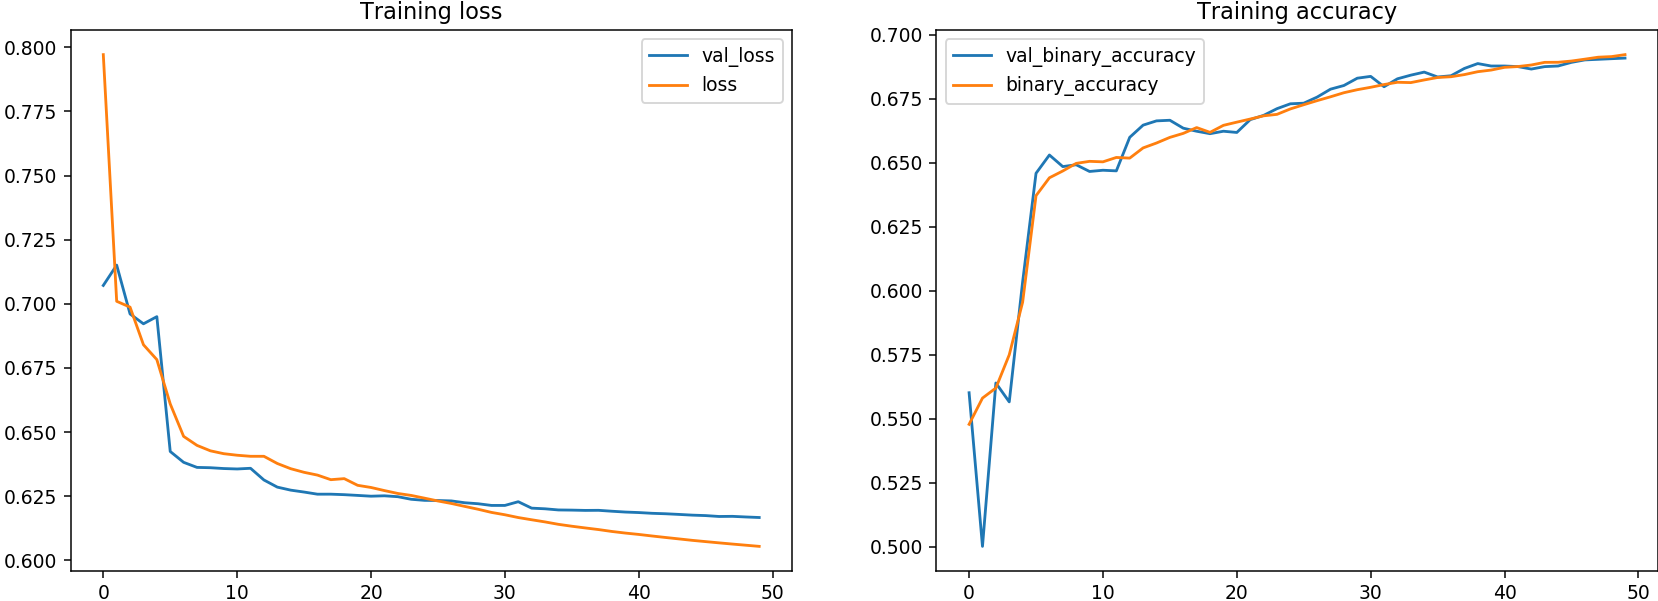 Training loss
0.800
0.775
0.750
0.725
0.700
0.675
0.650
0.625
0.600
0 10 20 30 40 50
val_loss
loss
Training accuracy
0.700
0.675
0.650
0.625
0.600
0.575
0.550
0.525
0.500
0 10 20 30 40 50
val_binary_accuracy
binary_accuracy